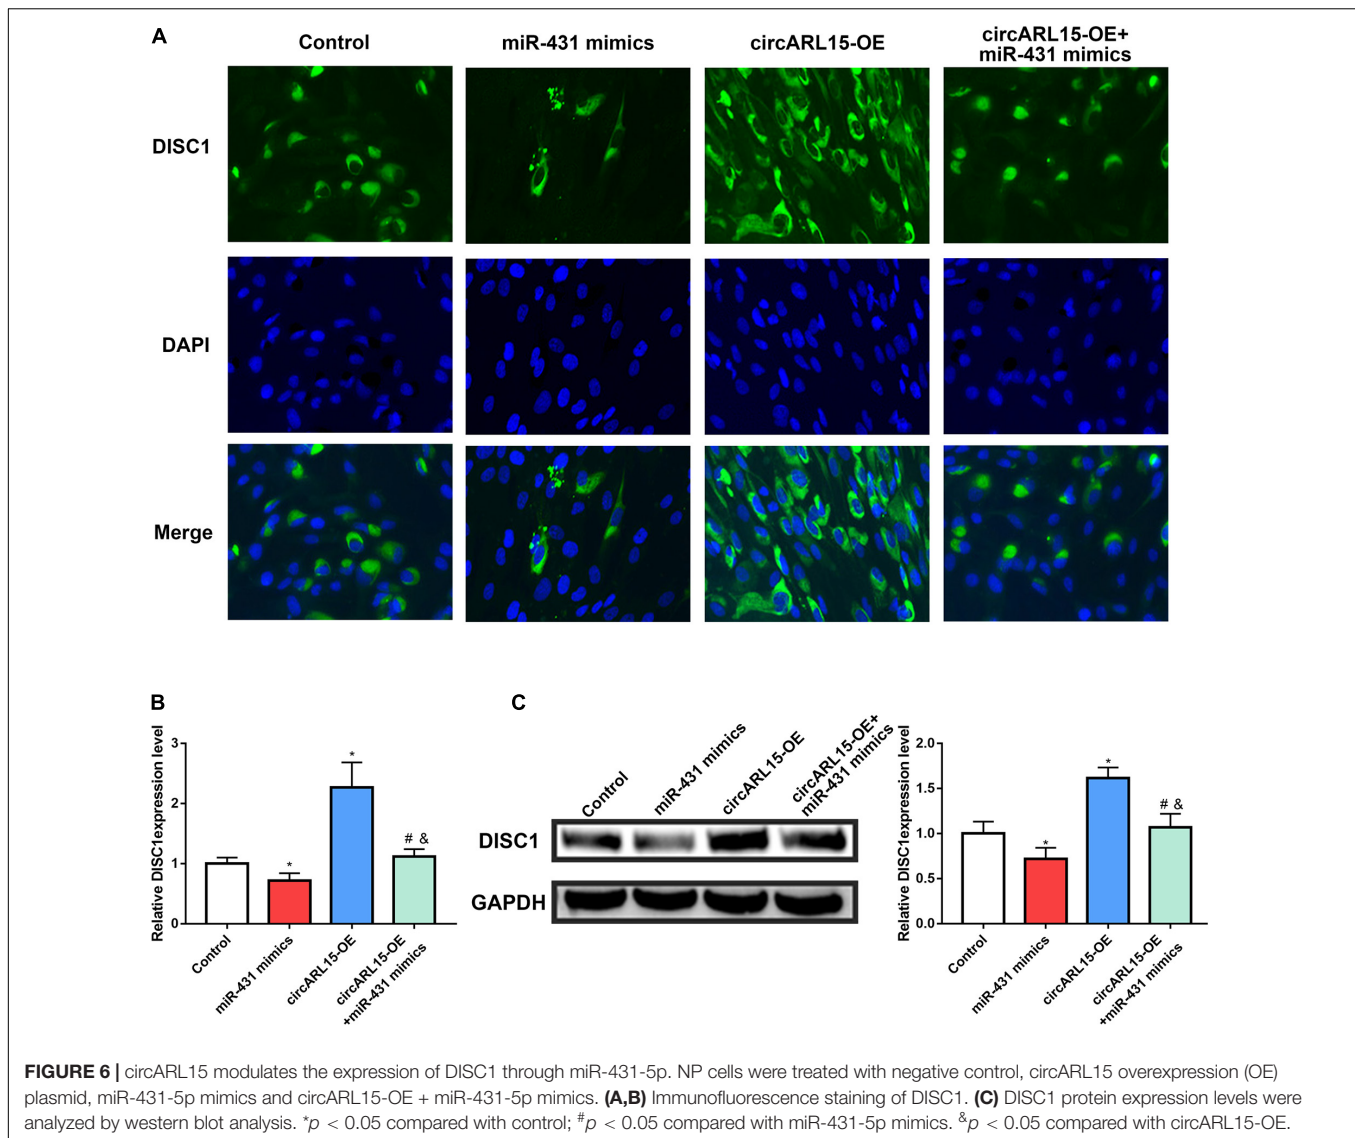 A
Control
miR-431 mimics
circARL15-OE
circARL15-OE+
miR-431 mimics
DISC1
DAPI
Merge
B
Relative DISC1expression level
3
2
1
0
*
*
# &
Control
miR-431 mimics
circARL15-OE
circARL15-OE
+miR-431 mimics
C
Control
miR-431 mimics
circARL15-OE
circARL15-OE+
miR-431 mimics
DISC1
GAPDH
Relative DISC1expression level
2.0
1.5
1.0
0.5
0.0
*
*
# &
Control
miR-431 mimics
circARL15-OE
circARL15-OE
+miR-431 mimics
FIGURE 6 | circARL15 modulates the expression of DISC1 through miR-431-5p. NP cells were treated with negative control, circARL15 overexpression (OE)
plasmid, miR-431-5p mimics and circARL15-OE + miR-431-5p mimics. (A,B) Immunofluorescence staining of DISC1. (C) DISC1 protein expression levels were
analyzed by western blot analysis. *p < 0.05 compared with control; #p < 0.05 compared with miR-431-5p mimics. &p < 0.05 compared with circARL15-OE.